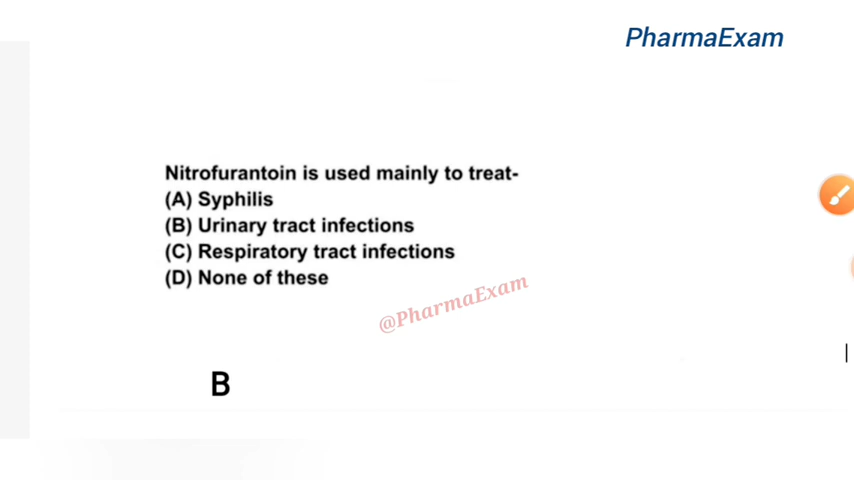 PharmaExam
Nitrofurantoin is used mainly to treat-
(A) Syphilis
(B) Urinary tract infections
(C) Respiratory tract infections
(D) None of these
@PharmaExam
B